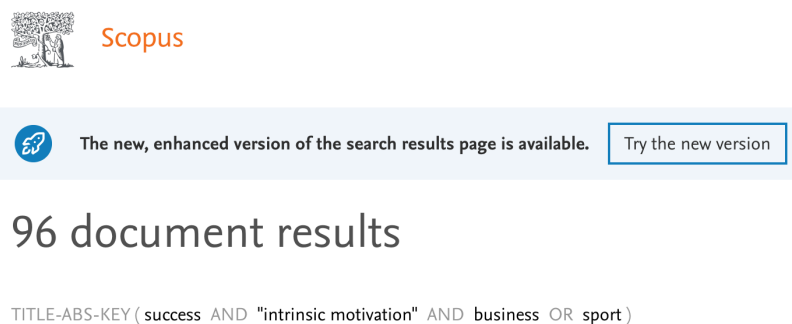 Scopus
The new, enhanced version of the search results page is available. Try the new version
96 document results
TITLE-ABS-KEY ( success AND "intrinsic motivation" AND business OR sport )